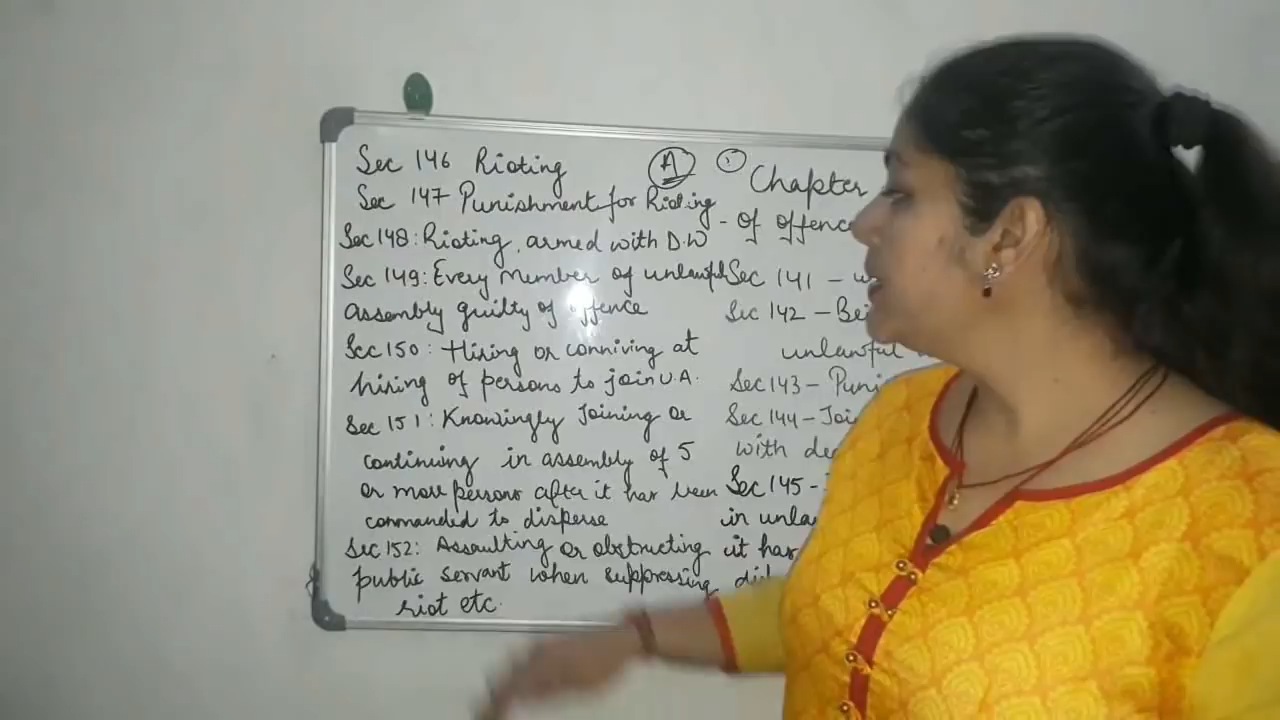 Sec 146 Rioting
Sec 147 Punishment for Rioting
Sec 148: Rioting, armed with D.W
Sec 149: Every Member of unlawful
Assembly guilty of offence
Sec 150: Hiring or conniving at
hiring of persons to join U.A.
Sec 151: Knowingly Joining or
continuing in assembly of 5
or more persons after it has been
commanded to disperse
Sec 152: Assaulting or obstructing
public servant when suppressing
riot etc.
A
Chapter
- Of offence
Sec 141 -
Sec 142 - Bei
unlawful
Sec 143 - Puni
Sec 144 - Joi
with de
Sec 145 -
in unla
it has